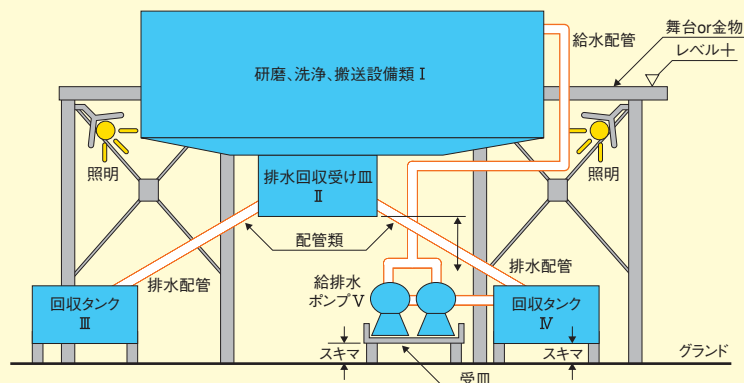 給水配管
舞台or金物
レベル十
研磨、洗浄、搬送設備類Ⅰ
照明
照明
排水回収受け皿
Ⅱ
配管類
排水配管
排水配管
給排水
ポンプⅤ
回収タンク
Ⅲ
回収タンク
Ⅳ
スキマ
スキマ
グランド
受皿